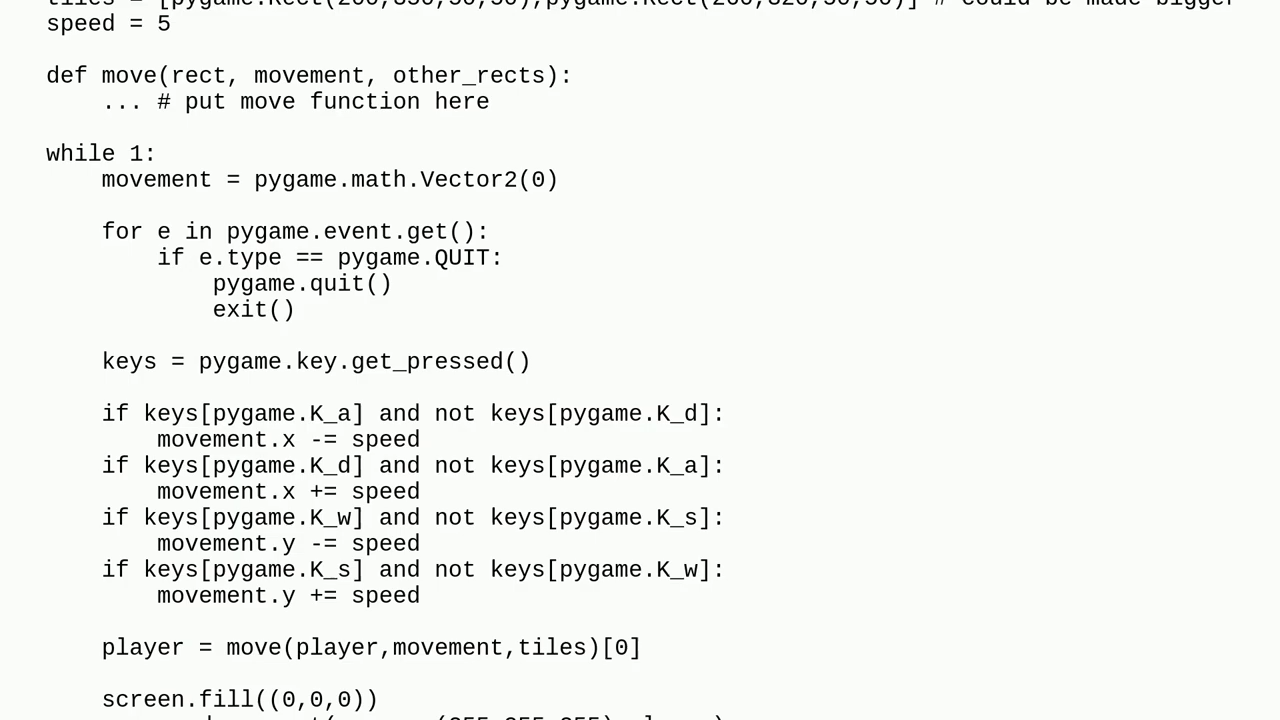 speed = 5
def move(rect, movement, other_rects):
    ... # put move function here
while 1:
    movement = pygame.math.Vector2(0)
    for e in pygame.event.get():
        if e.type == pygame.QUIT:
            pygame.quit()
            exit()
    keys = pygame.key.get_pressed()
    if keys[pygame.K_a] and not keys[pygame.K_d]:
        movement.x -= speed
    if keys[pygame.K_d] and not keys[pygame.K_a]:
        movement.x += speed
    if keys[pygame.K_w] and not keys[pygame.K_s]:
        movement.y -= speed
    if keys[pygame.K_s] and not keys[pygame.K_w]:
        movement.y += speed
    player = move(player,movement,tiles)[0]
    screen.fill((0,0,0))